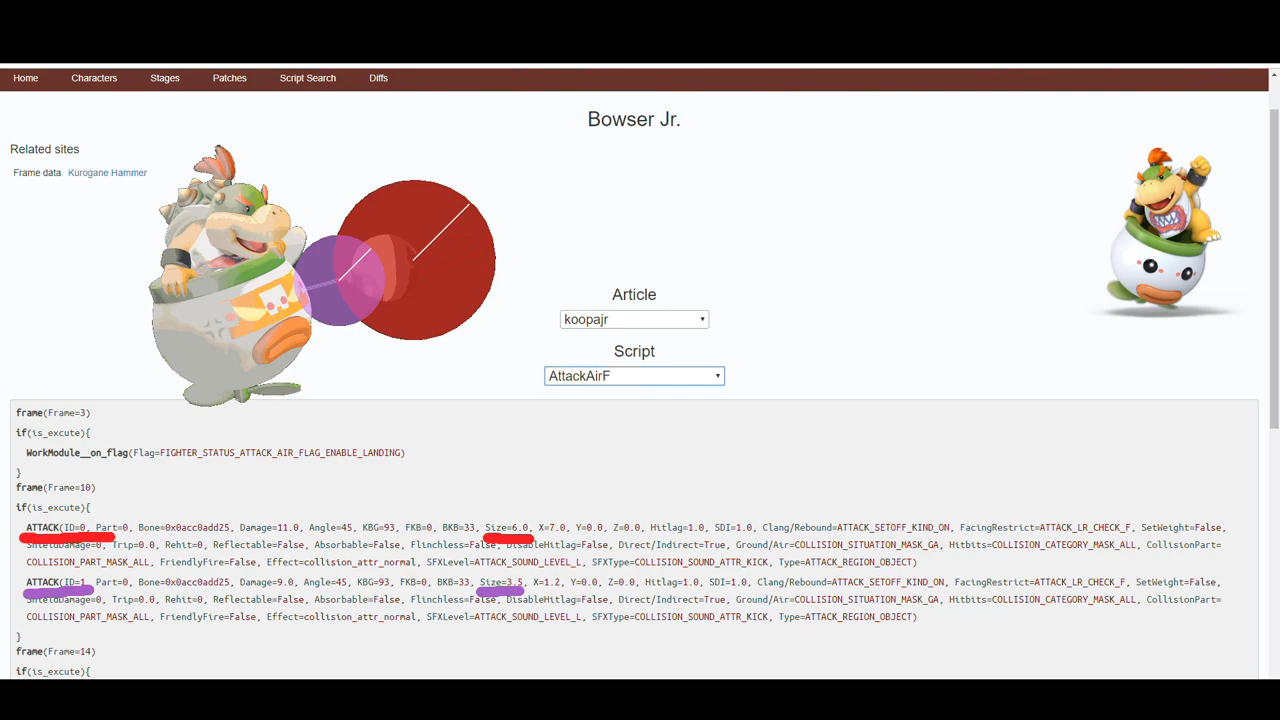 Home Characters Stages Patches Script Search Diffs
Bowser Jr.
Related sites
Frame data Kurogane Hammer
Article
koopajr
Script
AttackAirF
frame(Frame=3)
if(is_excute){
WorkModule__on_flag(Flag=FIGHTER_STATUS_ATTACK_AIR_FLAG_ENABLE_LANDING)
}
frame(Frame=10)
if(is_excute){
ATTACK(ID=0, Part=0, Bone=0x0acc0add25, Damage=11.0, Angle=45, KBG=93, FKB=0, BKB=33, Size=6.0, X=7.0, Y=0.0, Z=0.0, Hitlag=1.0, SDI=1.0, Clang/Rebound=ATTACK_SETOFF_KIND_ON, FacingRestrict=ATTACK_LR_CHECK_F, SetWeight=False,
ShieldDamage=0, Trip=0.0, Rehit=0, Reflectable=False, Absorbable=False, Flinchless=False, DisableHitlag=False, Direct/Indirect=True, Ground/Air=COLLISION_SITUATION_MASK_GA, Hitbits=COLLISION_CATEGORY_MASK_ALL, CollisionPart=
COLLISION_PART_MASK_ALL, FriendlyFire=False, Effect=collision_attr_normal, SFXLevel=ATTACK_SOUND_LEVEL_L, SFXType=COLLISION_SOUND_ATTR_KICK, Type=ATTACK_REGION_OBJECT)
ATTACK(ID=1, Part=0, Bone=0x0acc0add25, Damage=9.0, Angle=45, KBG=93, FKB=0, BKB=33, Size=3.5, X=1.2, Y=0.0, Z=0.0, Hitlag=1.0, SDI=1.0, Clang/Rebound=ATTACK_SETOFF_KIND_ON, FacingRestrict=ATTACK_LR_CHECK_F, SetWeight=False,
ShieldDamage=0, Trip=0.0, Rehit=0, Reflectable=False, Absorbable=False, Flinchless=False, DisableHitlag=False, Direct/Indirect=True, Ground/Air=COLLISION_SITUATION_MASK_GA, Hitbits=COLLISION_CATEGORY_MASK_ALL, CollisionPart=
COLLISION_PART_MASK_ALL, FriendlyFire=False, Effect=collision_attr_normal, SFXLevel=ATTACK_SOUND_LEVEL_L, SFXType=COLLISION_SOUND_ATTR_KICK, Type=ATTACK_REGION_OBJECT)
}
frame(Frame=14)
if(is_excute){